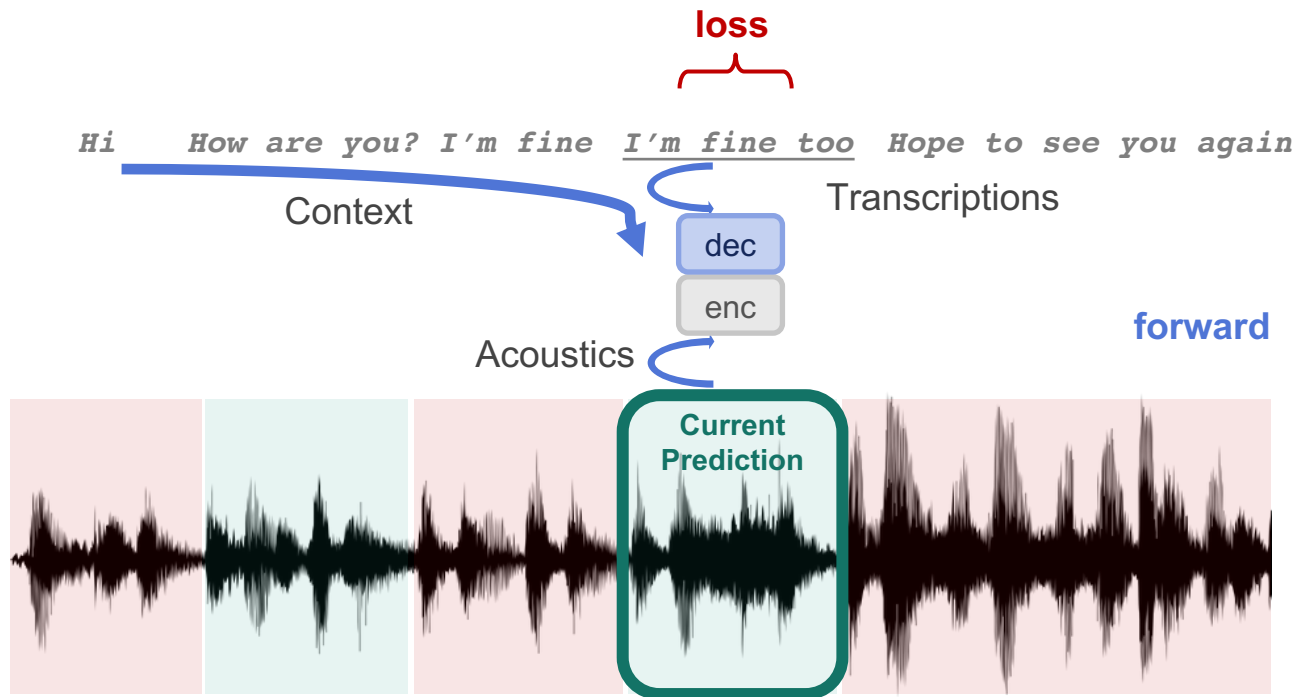 loss
Hi How are you? I'm fine I'm fine too Hope to see you again
Context
Transcriptions
dec
enc
forward
Acoustics
Current
Prediction